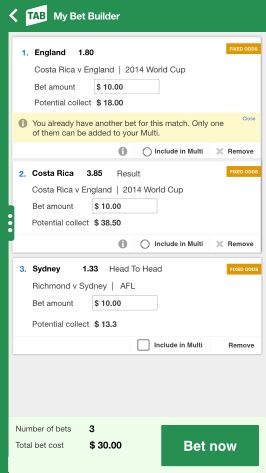 TAB My Bet Builder
1. England 1.80 FIXED ODDS
Costa Rica v England | 2014 World Cup
Bet amount $ 10.00
Potential collect $ 18.00
You already have another bet for this match. Only one Close
of them can be added to your Multi.
Include in Multi Remove
2. Costa Rica 3.85 Result FIXED ODDS
Costa Rica v England | 2014 World Cup
Bet amount $ 10.00
Potential collect $ 38.50
Include in Multi Remove
3. Sydney 1.33 Head To Head FIXED ODDS
Richmond v Sydney | AFL
Bet amount $ 10.00
Potential collect $ 13.3
Include in Multi Remove
Number of bets 3
Total bet cost $ 30.00
Bet now